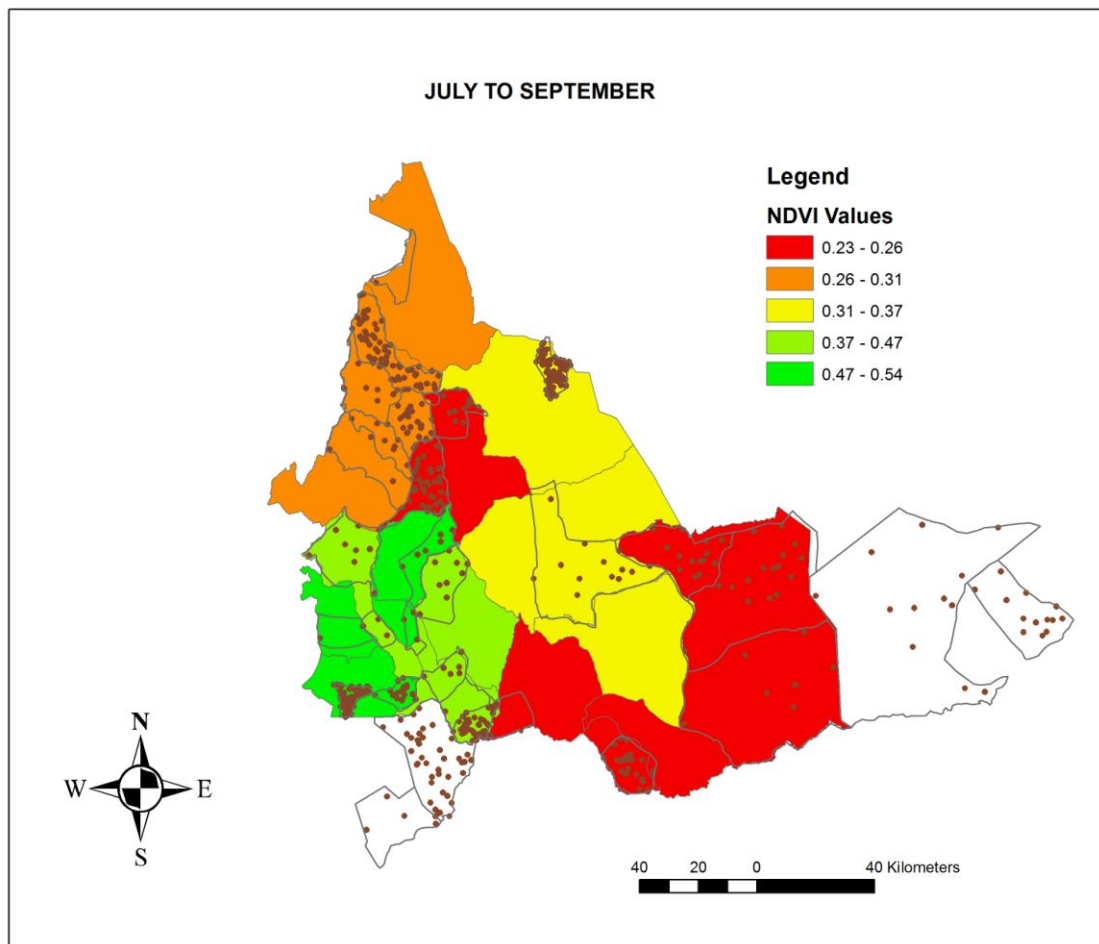 JULY TO SEPTEMBER
Legend
NDVI Values
0.23 - 0.26
0.26 - 0.31
0.31 - 0.37
0.37 - 0.47
0.47 - 0.54
N
W E
S
40 20 0 40 Kilometers